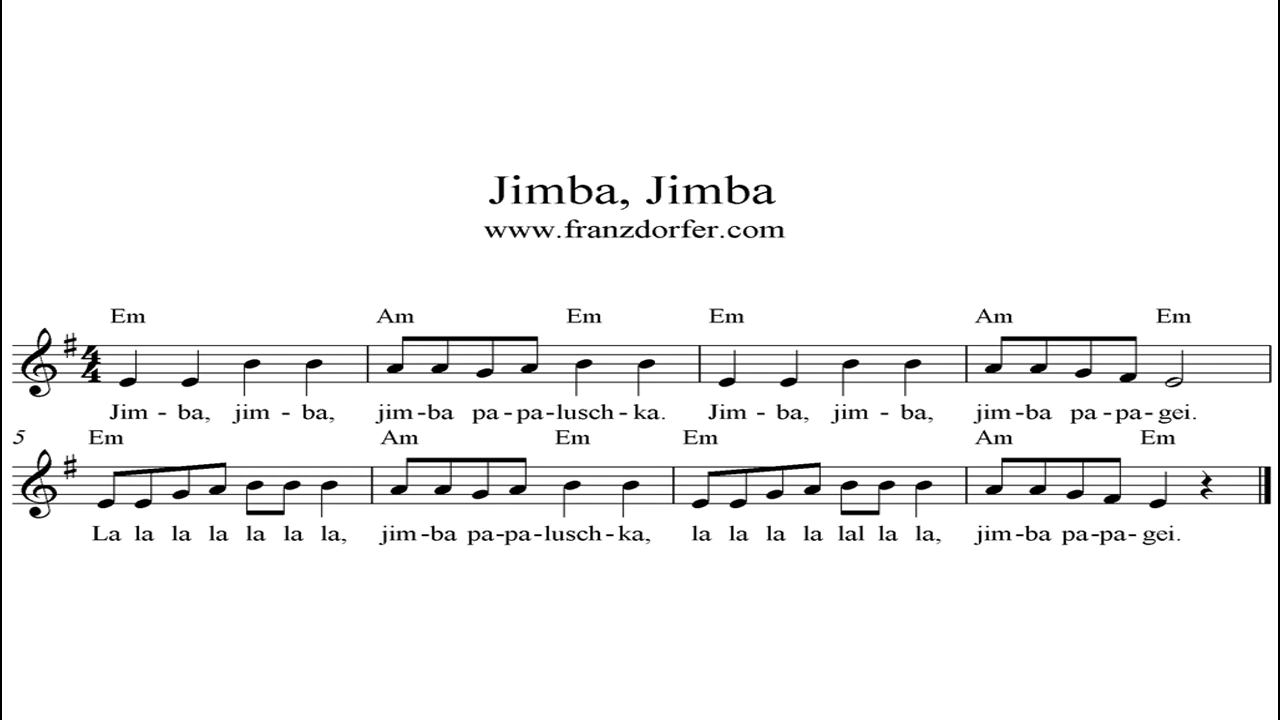 Jimba, Jimba
www.franzdorfer.com
Em Am Em Em Am Em
4
4
Jim - ba, jim - ba, jim-ba pa-pa-lusch-ka. Jim - ba, jim - ba, jim-ba pa-pa-gei.
5 Em Am Em Em Am Em
La la la la la la la, jim-ba pa-pa-lusch-ka, la la la la lal la la, jim-ba pa-pa-gei.